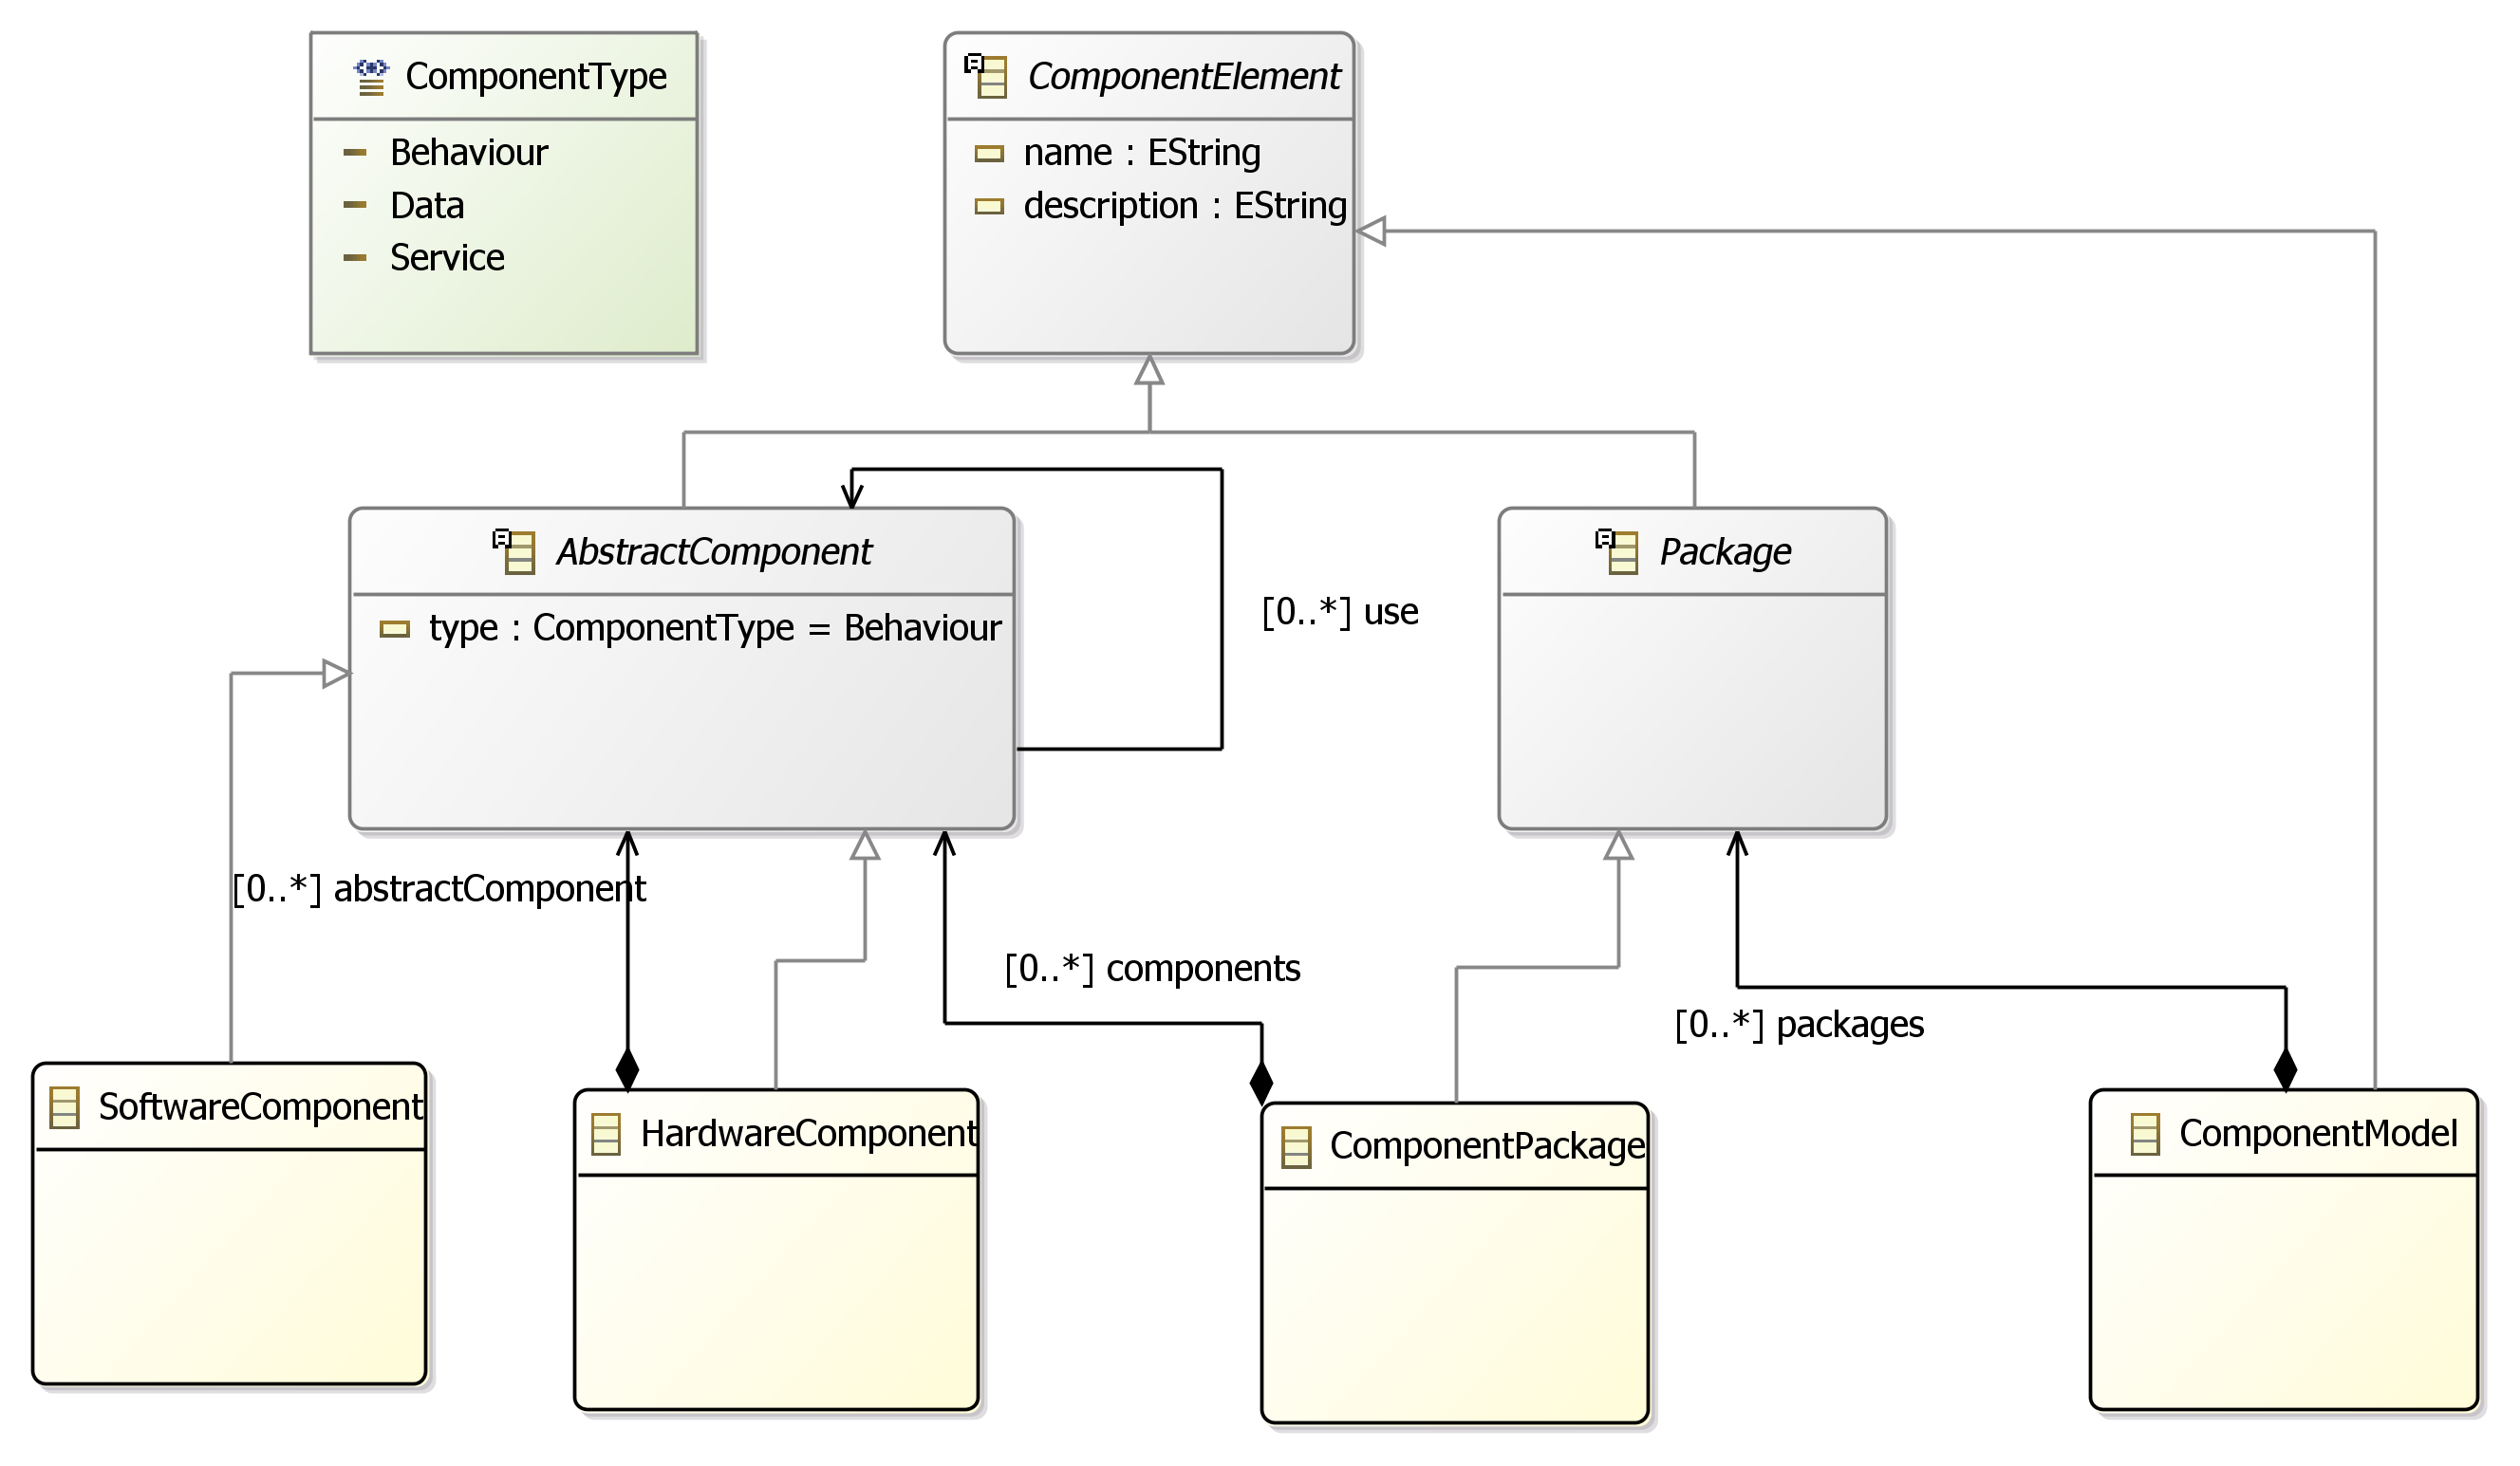 ComponentType
Behaviour
Data
Service
ComponentElement
name : EString
description : EString
AbstractComponent
type : ComponentType = Behaviour
[0..*] use
Package
[0..*] abstractComponent
[0..*] components
[0..*] packages
SoftwareComponent
HardwareComponent
ComponentPackage
ComponentModel